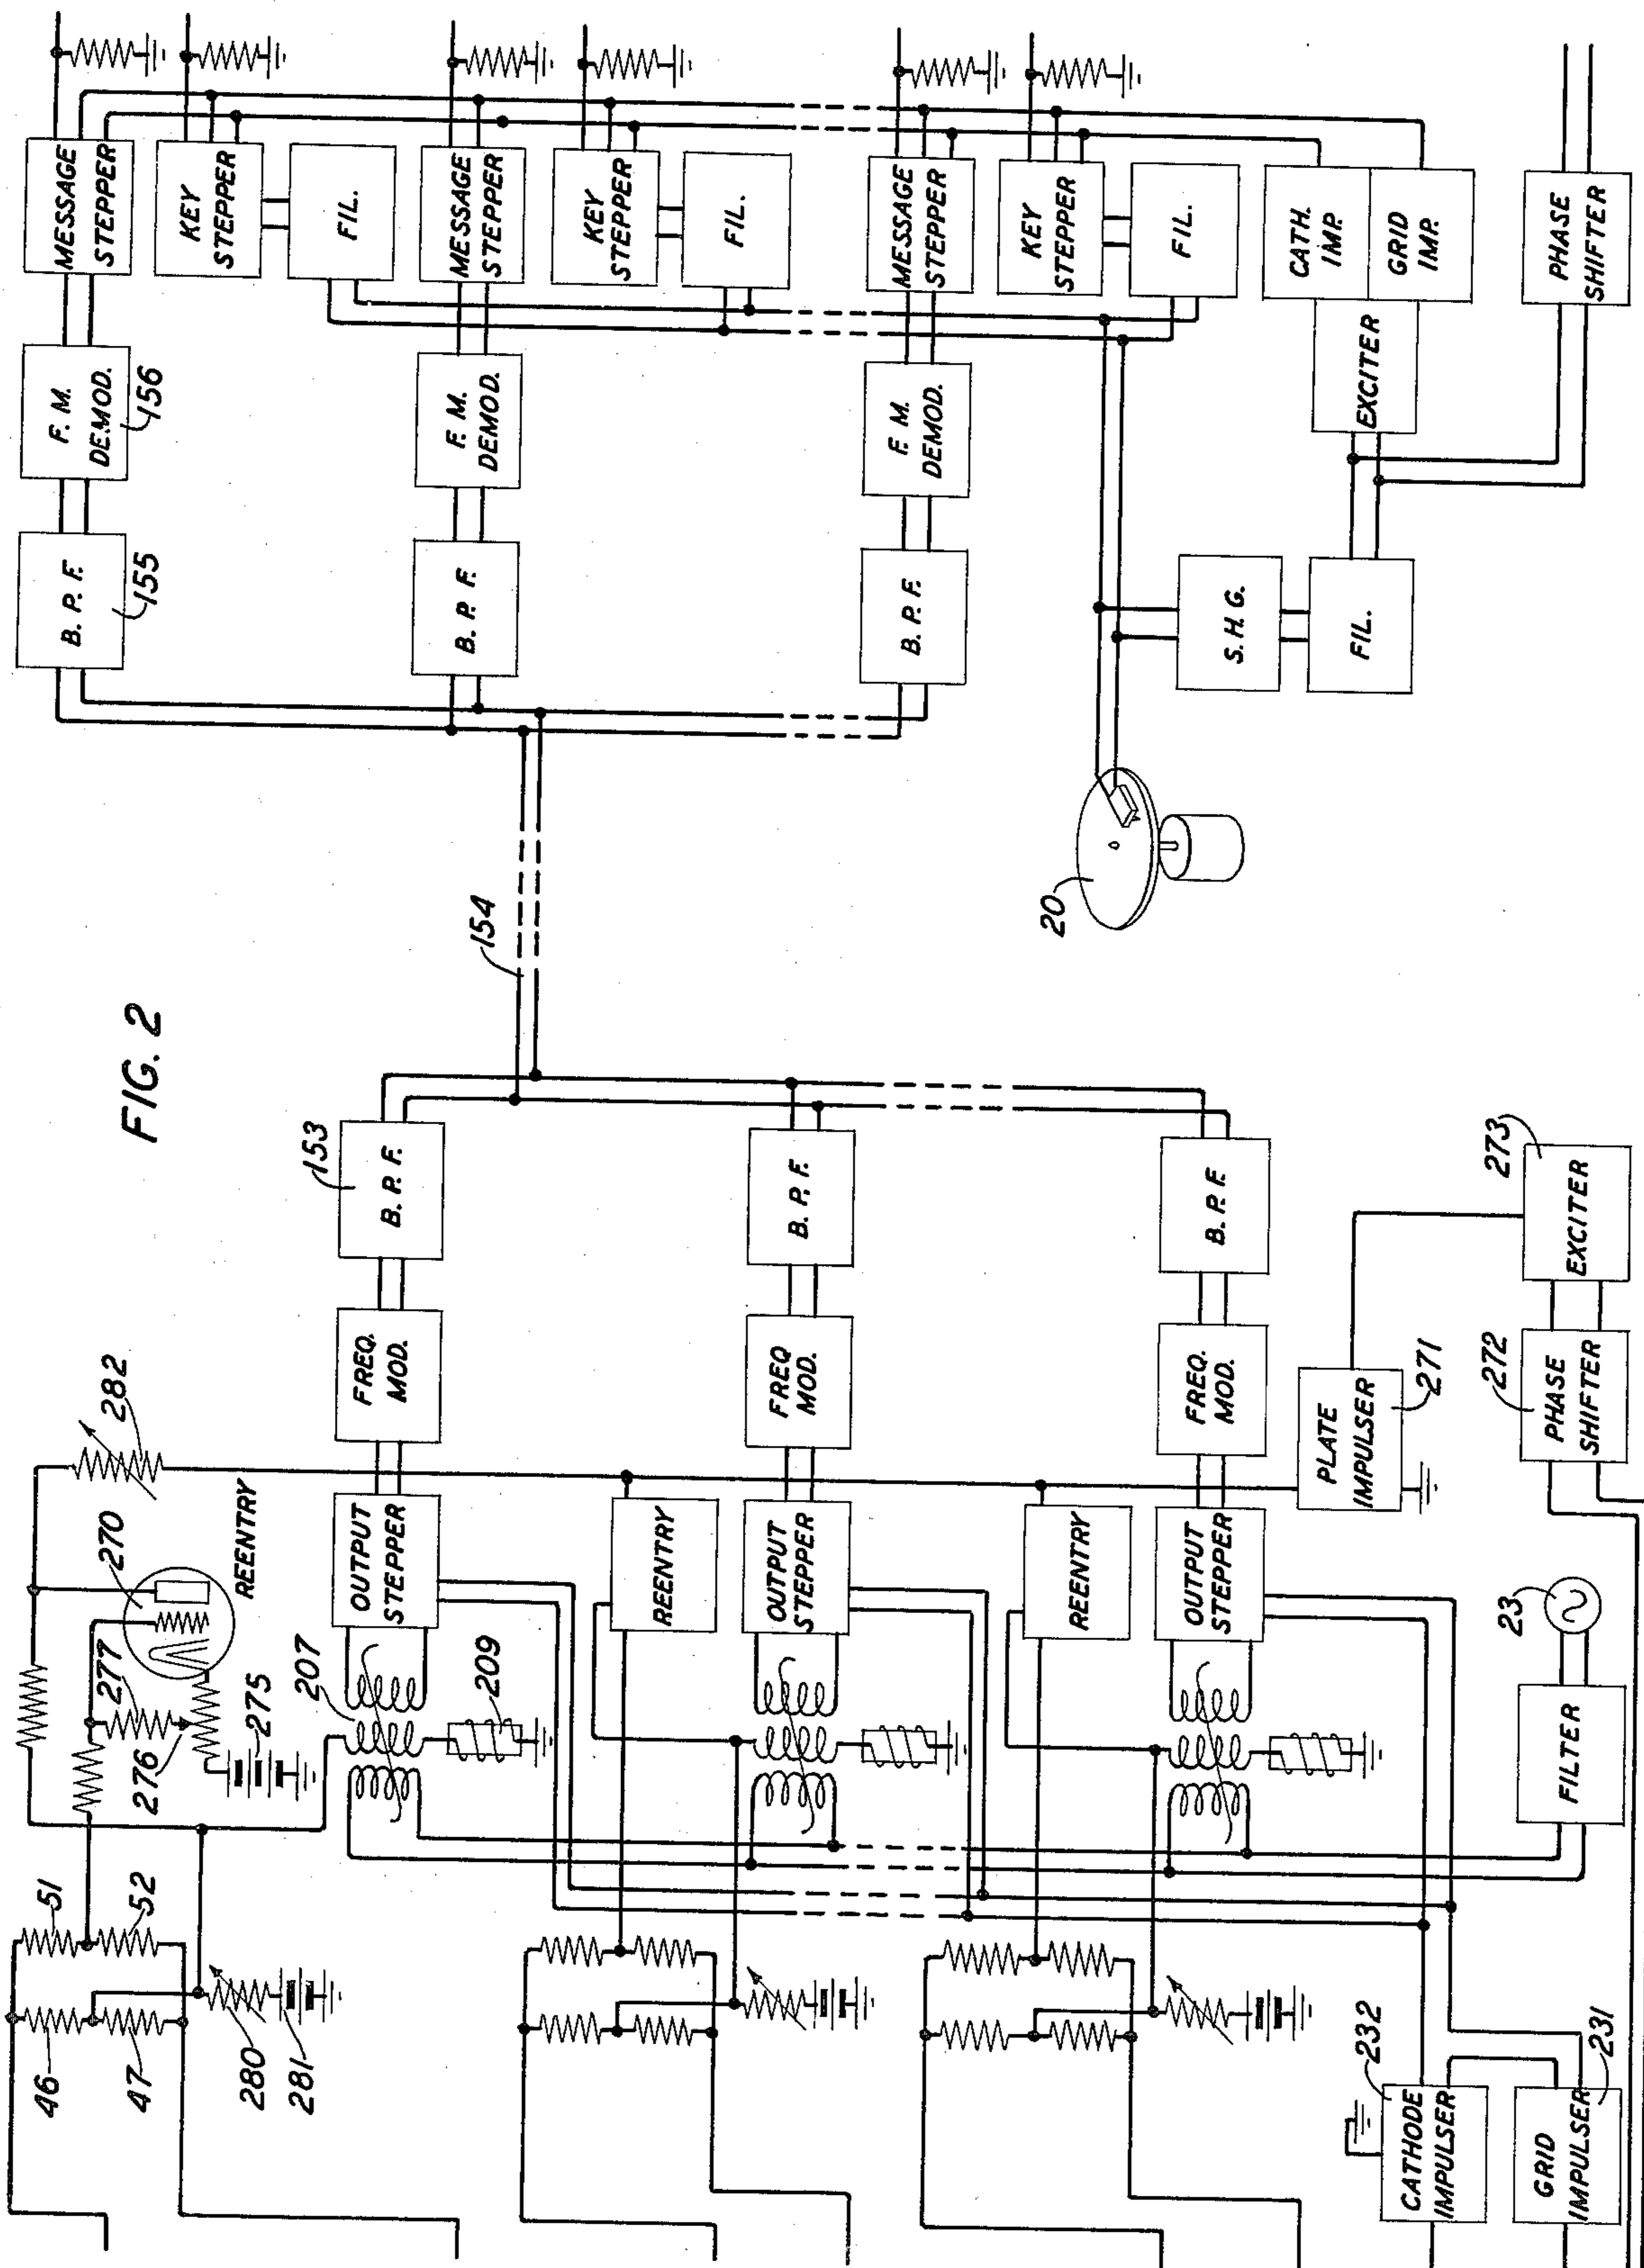 FIG. 2
46
47
51
52
280
281
282
270
277
276
275
REENTRY
207
209
OUTPUT
STEPPER
FREQ.
MOD.
153
B. P. F.
154
B. P. F.
155
F. M.
DEMOD.
156
MESSAGE
STEPPER
KEY
STEPPER
FIL.
REENTRY
OUTPUT
STEPPER
FREQ
MOD.
B. P. F.
B. P. F.
F. M.
DEMOD.
MESSAGE
STEPPER
KEY
STEPPER
FIL.
REENTRY
OUTPUT
STEPPER
FREQ.
MOD.
B. P. F.
B. P. F.
F. M.
DEMOD.
MESSAGE
STEPPER
KEY
STEPPER
FIL.
20
S. H. G.
FIL.
EXCITER
CATH.
IMP.
GRID
IMP.
PHASE
SHIFTER
232
CATHODE
IMPULSER
GRID
IMPULSER
231
FILTER
23
PLATE
IMPULSER
271
272
PHASE
SHIFTER
273
EXCITER